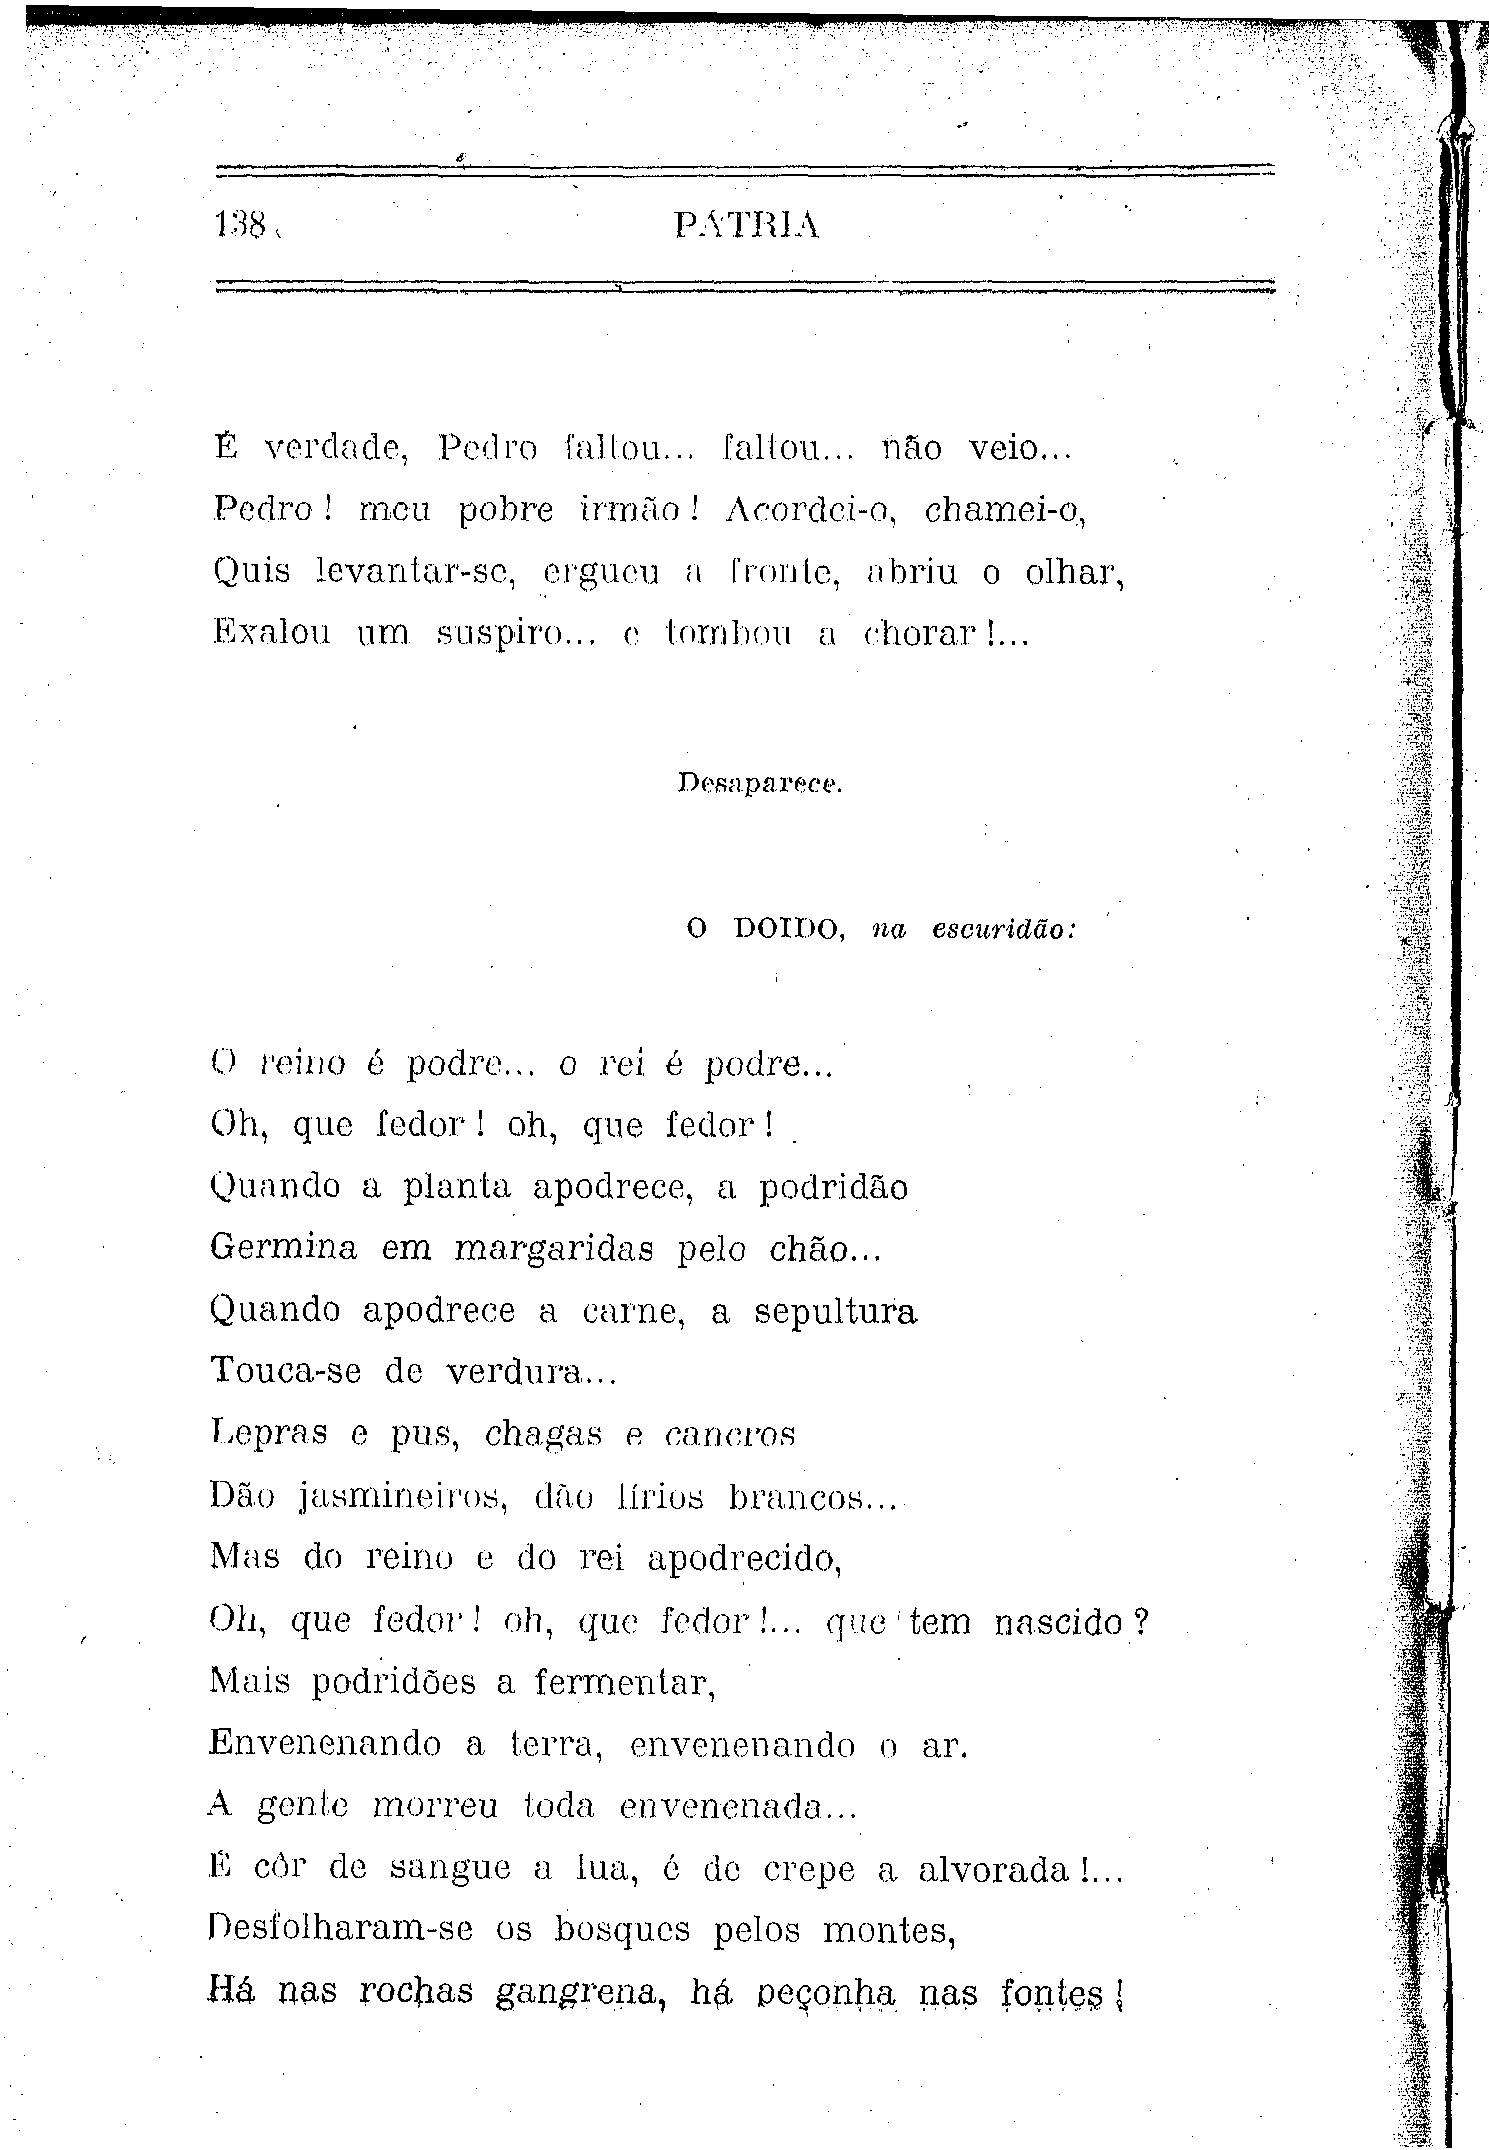 138
PÁTRIA
É verdade, Pedro faltou... faltou... não veio...
Pedro! meu pobre irmão! Acordei-o, chamei-o,
Quis levantar-se, ergueu a fronte, abriu o olhar,
Exalou um suspiro... e tombou a chorar!...
Desaparece.
O DOIDO, na escuridão:
O reino é podre... o rei é podre...
Oh, que fedor! oh, que fedor!
Quando a planta apodrece, a podridão
Germina em margaridas pelo chão...
Quando apodrece a carne, a sepultura
Touca-se de verdura...
Lepras e pus, chagas e cancros
Dão jasmineiros, dão lírios brancos...
Mas do reino e do rei apodrecido,
Oh, que fedor! oh, que fedor!... que tem nascido?
Mais podridões a fermentar,
Envenenando a terra, envenenando o ar.
A gente morreu toda envenenada...
É côr de sangue a lua, é de crepe a alvorada!...
Desfolharam-se os bosques pelos montes,
Há nas rochas gangrena, há peçonha nas fontes!